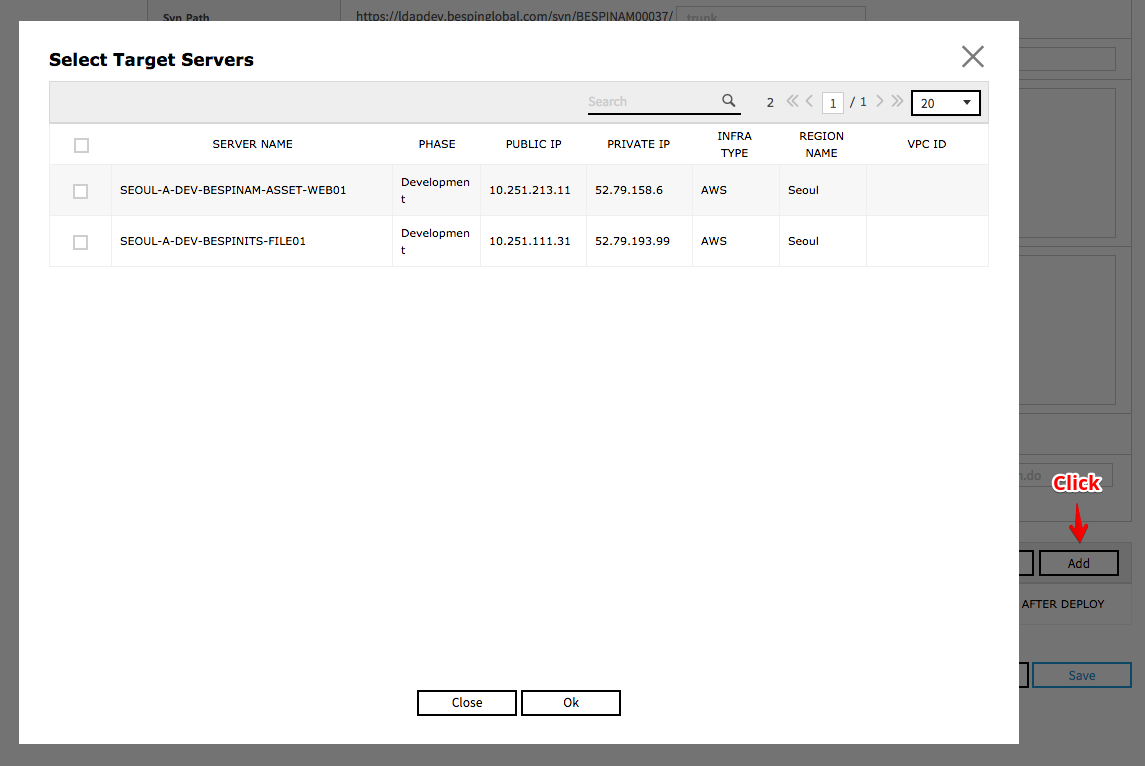 Svn Path
https://ldapdev.bespinglobal.com/svn/BESPINAM00037/ trunk
Select Target Servers
Search
2
1 / 1
20
SERVER NAME
PHASE
PUBLIC IP
PRIVATE IP
INFRA
TYPE
REGION
NAME
VPC ID
SEOUL-A-DEV-BESPINAM-ASSET-WEB01
Developmen
t
10.251.213.11
52.79.158.6
AWS
Seoul
SEOUL-A-DEV-BESPINITS-FILE01
Developmen
t
10.251.111.31
52.79.193.99
AWS
Seoul
Click
Add
AFTER DEPLOY
Save
Close
Ok